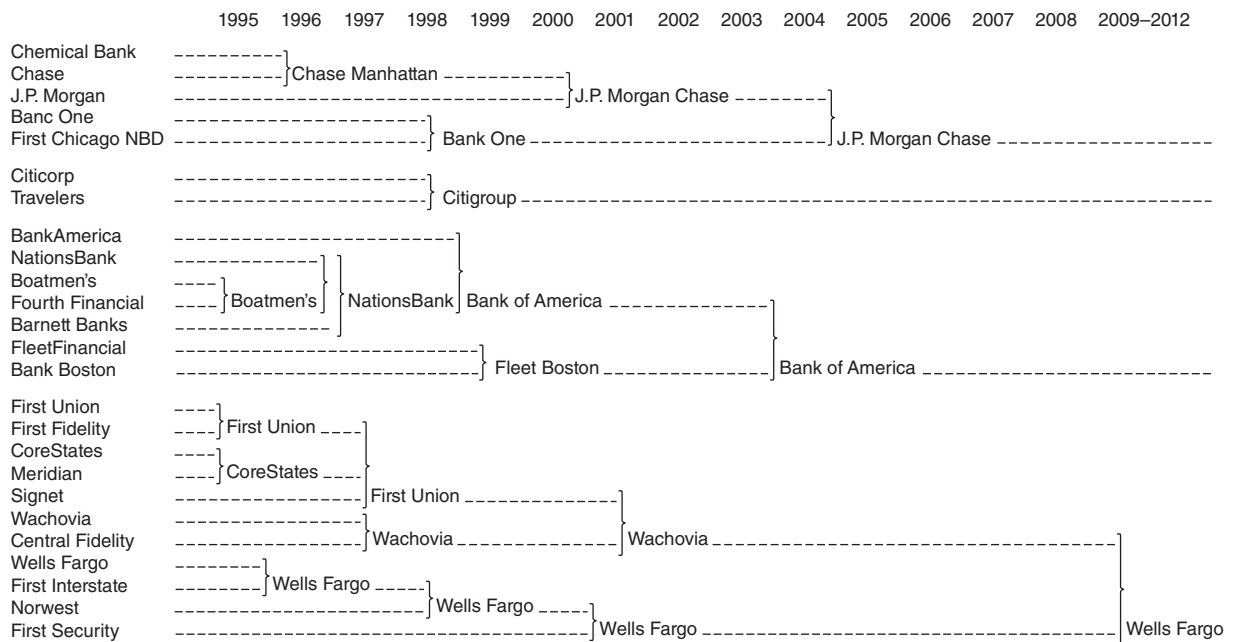 1995 1996 1997 1998 1999 2000 2001 2002 2003 2004 2005 2006 2007 2008 2009–2012
Chemical Bank
Chase Chase Manhattan
J.P. Morgan J.P. Morgan Chase
Banc One
First Chicago NBD Bank One J.P. Morgan Chase
Citicorp
Travelers Citigroup
BankAmerica
NationsBank
Boatmen's
Fourth Financial Boatmen's NationsBank Bank of America
Barnett Banks
FleetFinancial
Bank Boston Fleet Boston Bank of America
First Union
First Fidelity First Union
CoreStates
Meridian CoreStates
Signet First Union
Wachovia
Central Fidelity Wachovia Wachovia
Wells Fargo
First Interstate Wells Fargo
Norwest Wells Fargo
First Security Wells Fargo Wells Fargo